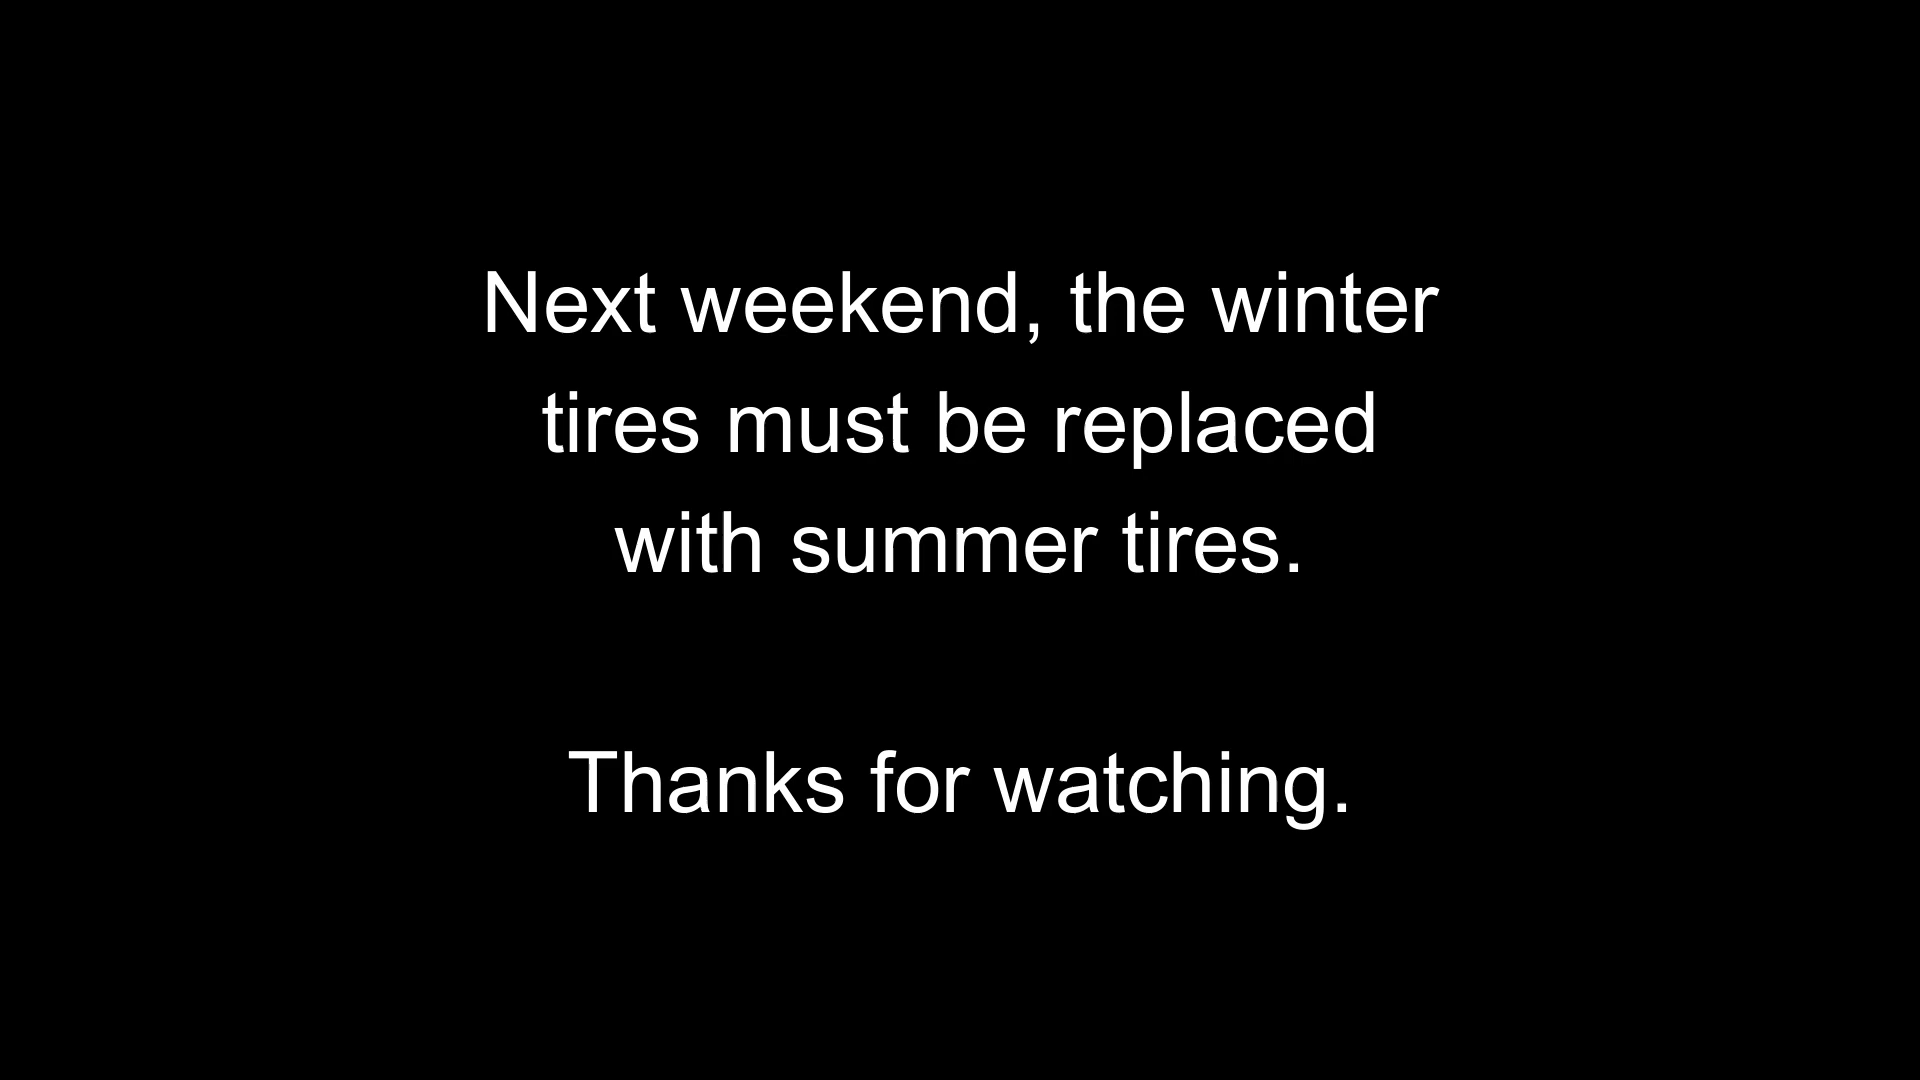 Next weekend, the winter
tires must be replaced
with summer tires.
Thanks for watching.